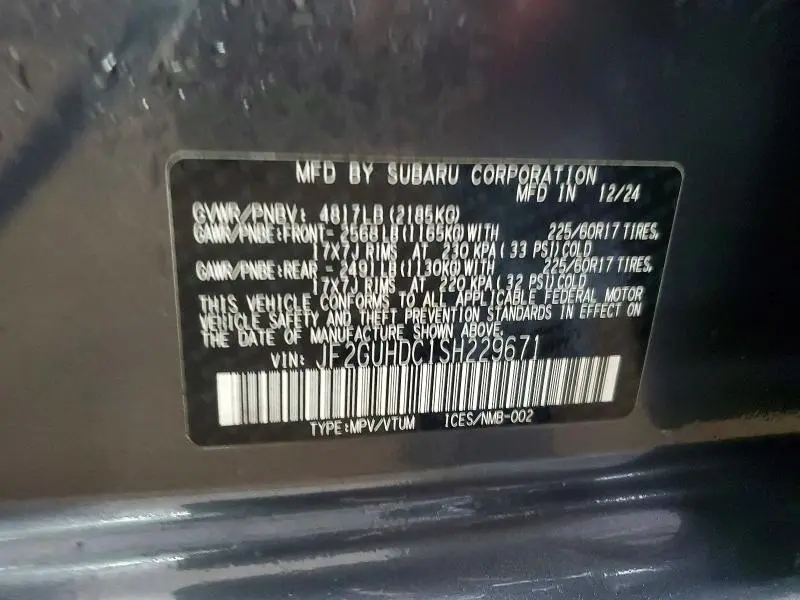 MFD BY SUBARU CORPORATION
MFD IN 12/24
GVWR/PNBV: 4817LB(2185KG)
GAWR/PNBE:FRONT-2568LB(1165KG)WITH 225/60R17 TIRES,
17X7J RIMS AT 230 KPA(33 PSI)COLD
GAWR/PNBE:REAR -2491LB(1130KG)WITH 225/60R17 TIRES,
17X7J RIMS AT 220 KPA(32 PSI)COLD
THIS VEHICLE CONFORMS TO ALL APPLICABLE FEDERAL MOTOR
VEHICLE SAFETY AND THEFT PREVENTION STANDARDS IN EFFECT ON
THE DATE OF MANUFACTURE SHOWN ABOVE.
VIN: JF2GUHDC1SH229671
TYPE:MPV/VTUM ICES/NMB-002